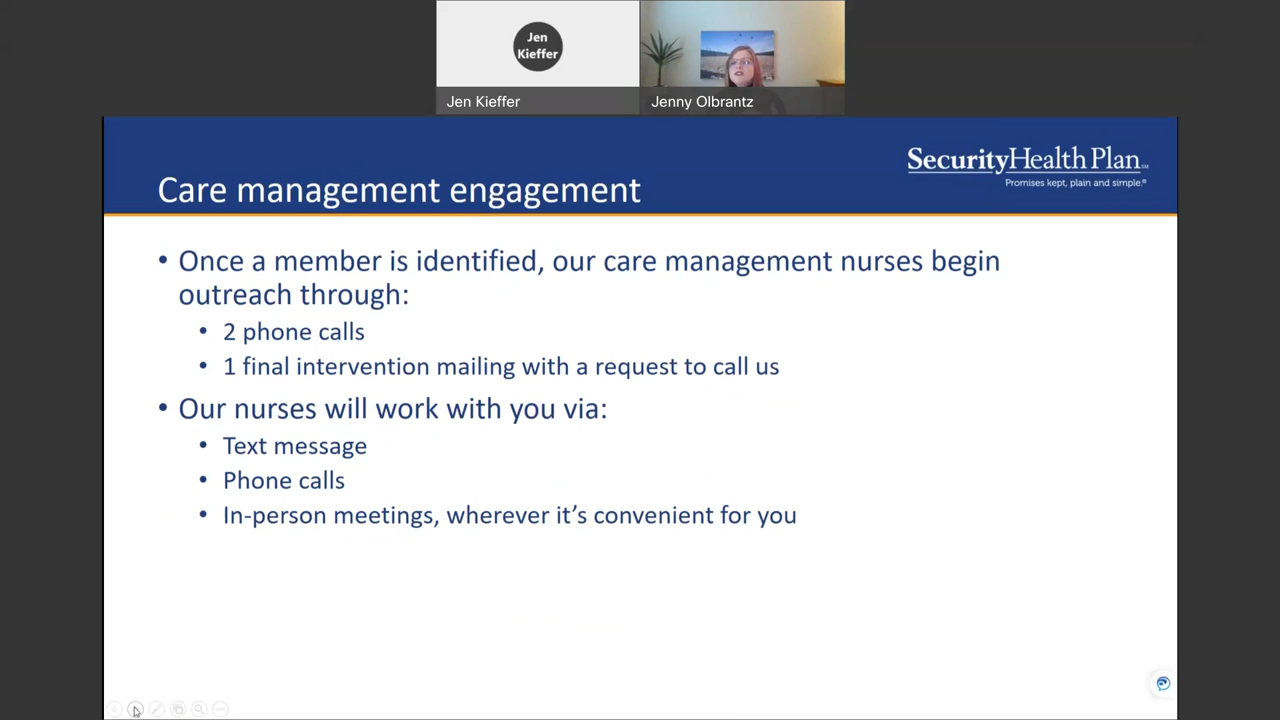 Jen
Kieffer
Jen Kieffer
Jenny Olbrantz
SecurityHealth Plan℠
Promises kept, plain and simple.®
Care management engagement
• Once a member is identified, our care management nurses begin
outreach through:
• 2 phone calls
• 1 final intervention mailing with a request to call us
• Our nurses will work with you via:
• Text message
• Phone calls
• In-person meetings, wherever it’s convenient for you